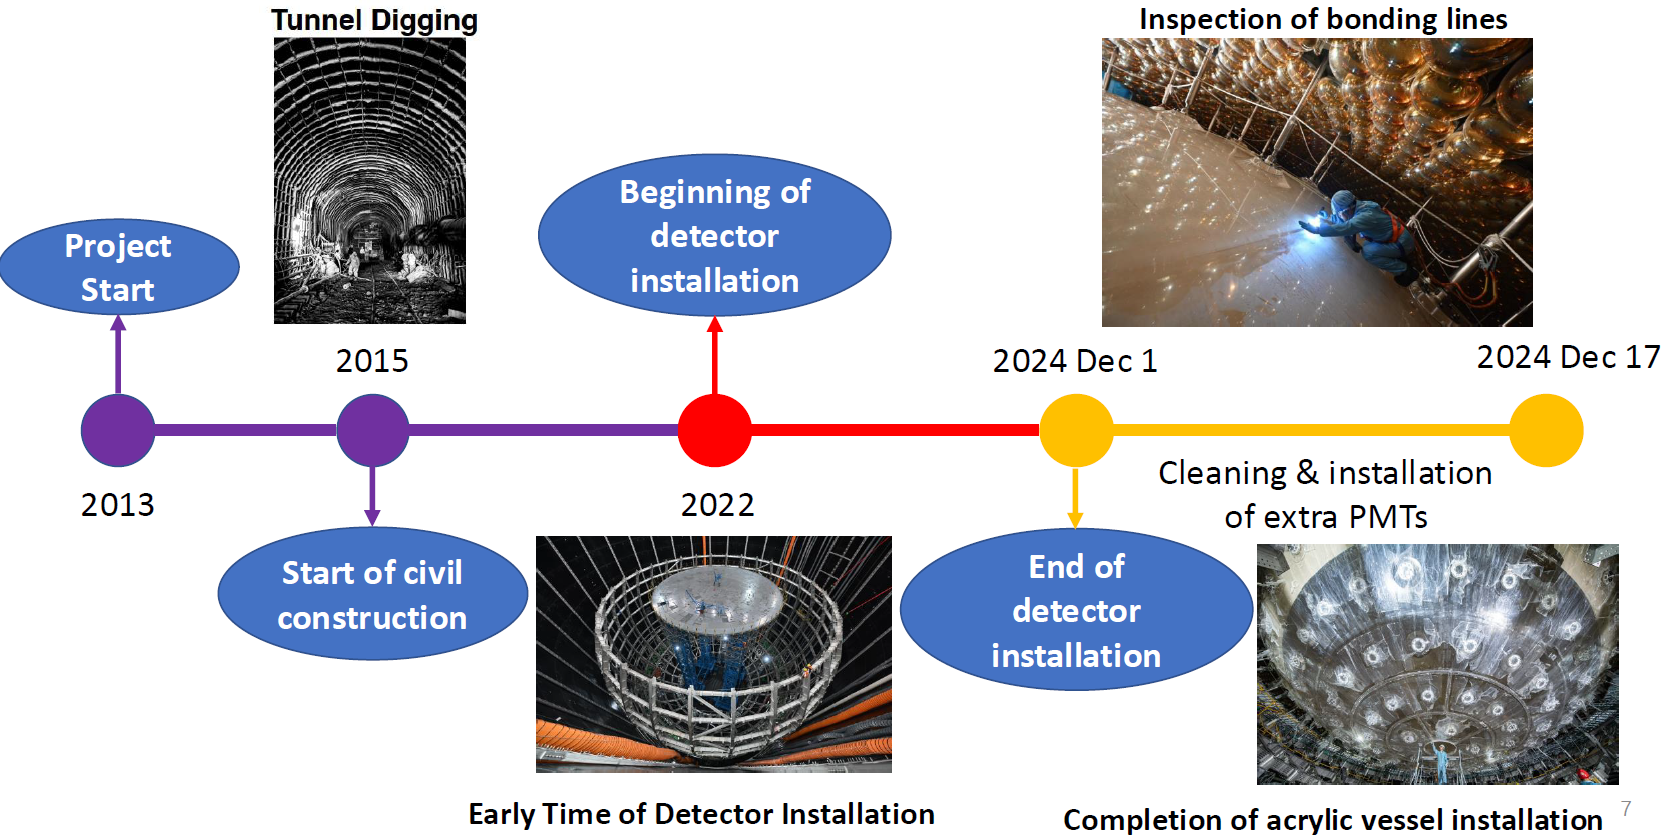 Tunnel Digging
Inspection of bonding lines
Project
Start
Beginning of
detector
installation
2015
2024 Dec 1
2024 Dec 17
2013
2022
Cleaning & installation
of extra PMTs
Start of civil
construction
End of
detector
installation
Early Time of Detector Installation
Completion of acrylic vessel installation
7